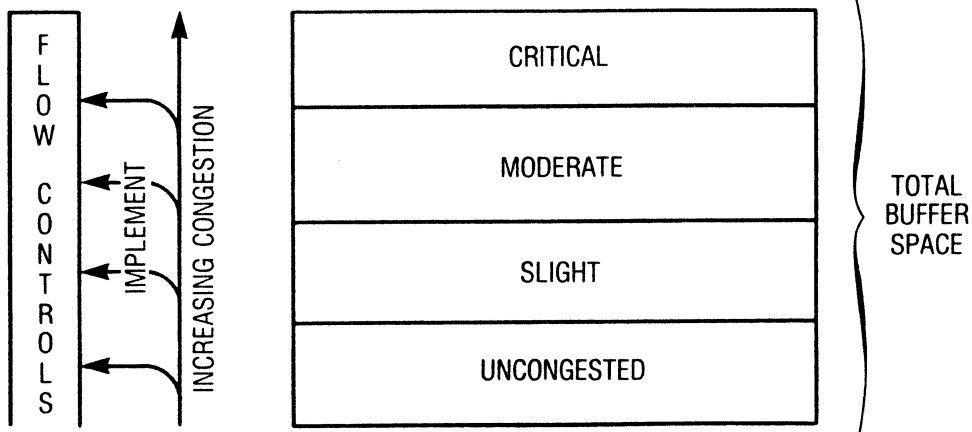 FLOW CONTROLS
IMPLEMENT
INCREASING CONGESTION
CRITICAL
MODERATE
SLIGHT
UNCONGESTED
TOTAL
BUFFER
SPACE